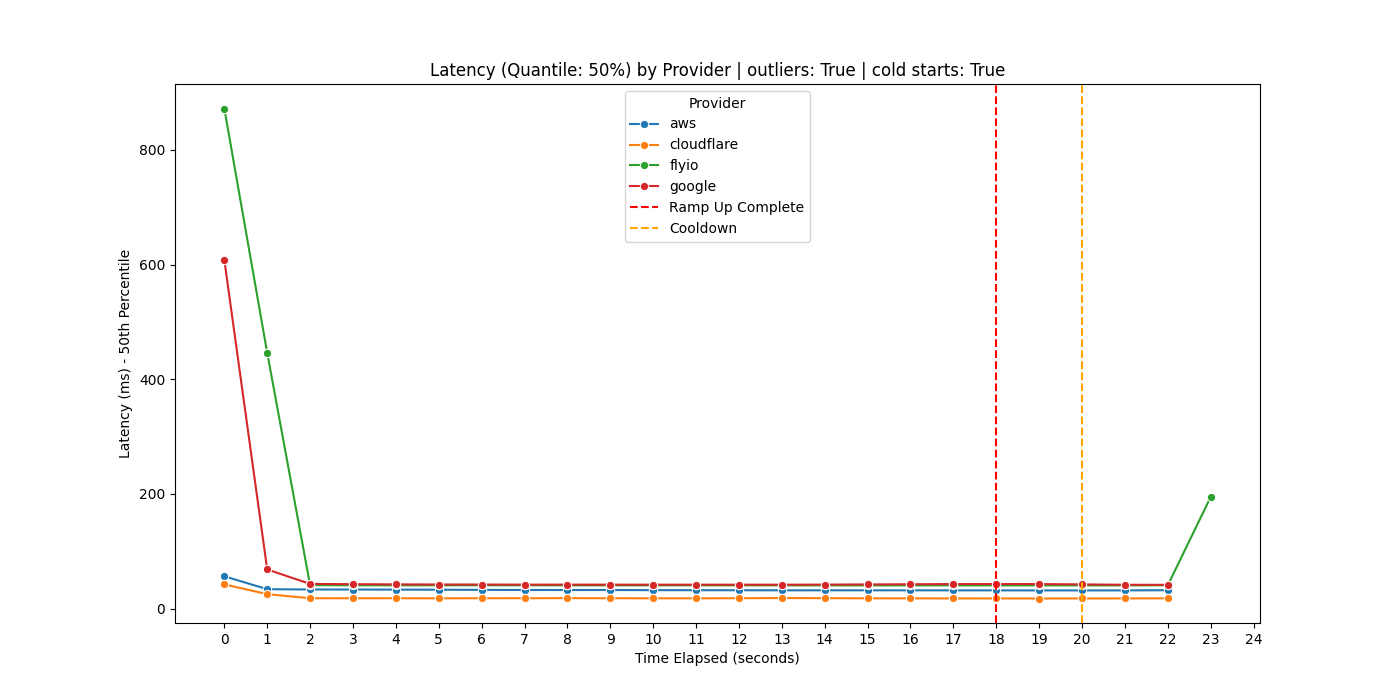 Latency (Quantile: 50%) by Provider | outliers: True | cold starts: True
Provider
aws
cloudflare
flyio
google
Ramp Up Complete
Cooldown
Latency (ms) - 50th Percentile
800
600
400
200
0
0 1 2 3 4 5 6 7 8 9 10 11 12 13 14 15 16 17 18 19 20 21 22 23 24
Time Elapsed (seconds)